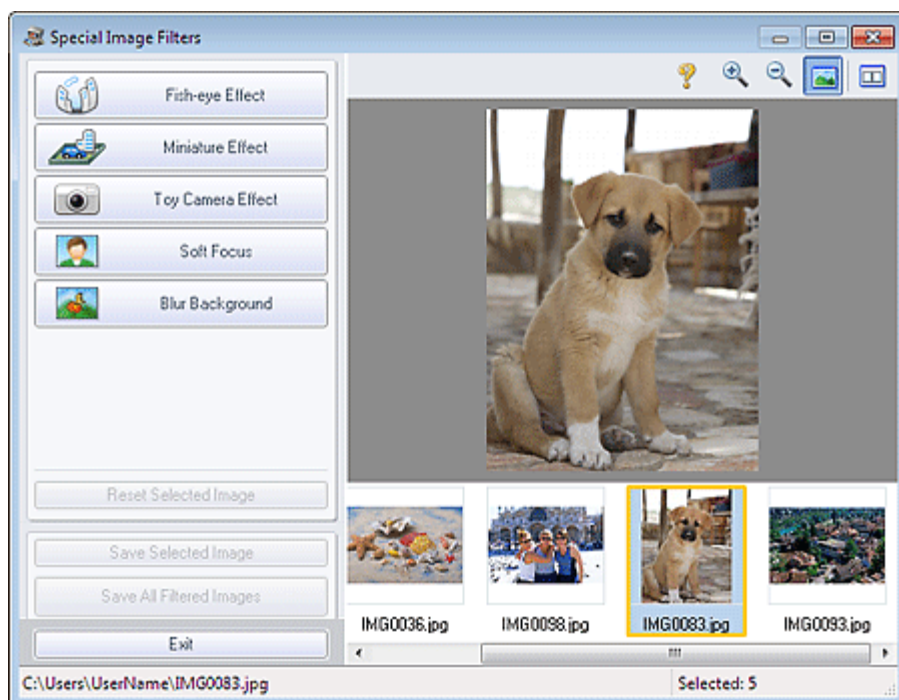 Special Image Filters
Fish-eye Effect
Miniature Effect
Toy Camera Effect
Soft Focus
Blur Background
Reset Selected Image
Save Selected Image
Save All Filtered Images
Exit
IMG0036.jpg
IMG0098.jpg
IMG0083.jpg
IMG0093.jpg
C:\Users\UserName\IMG0083.jpg
Selected: 5